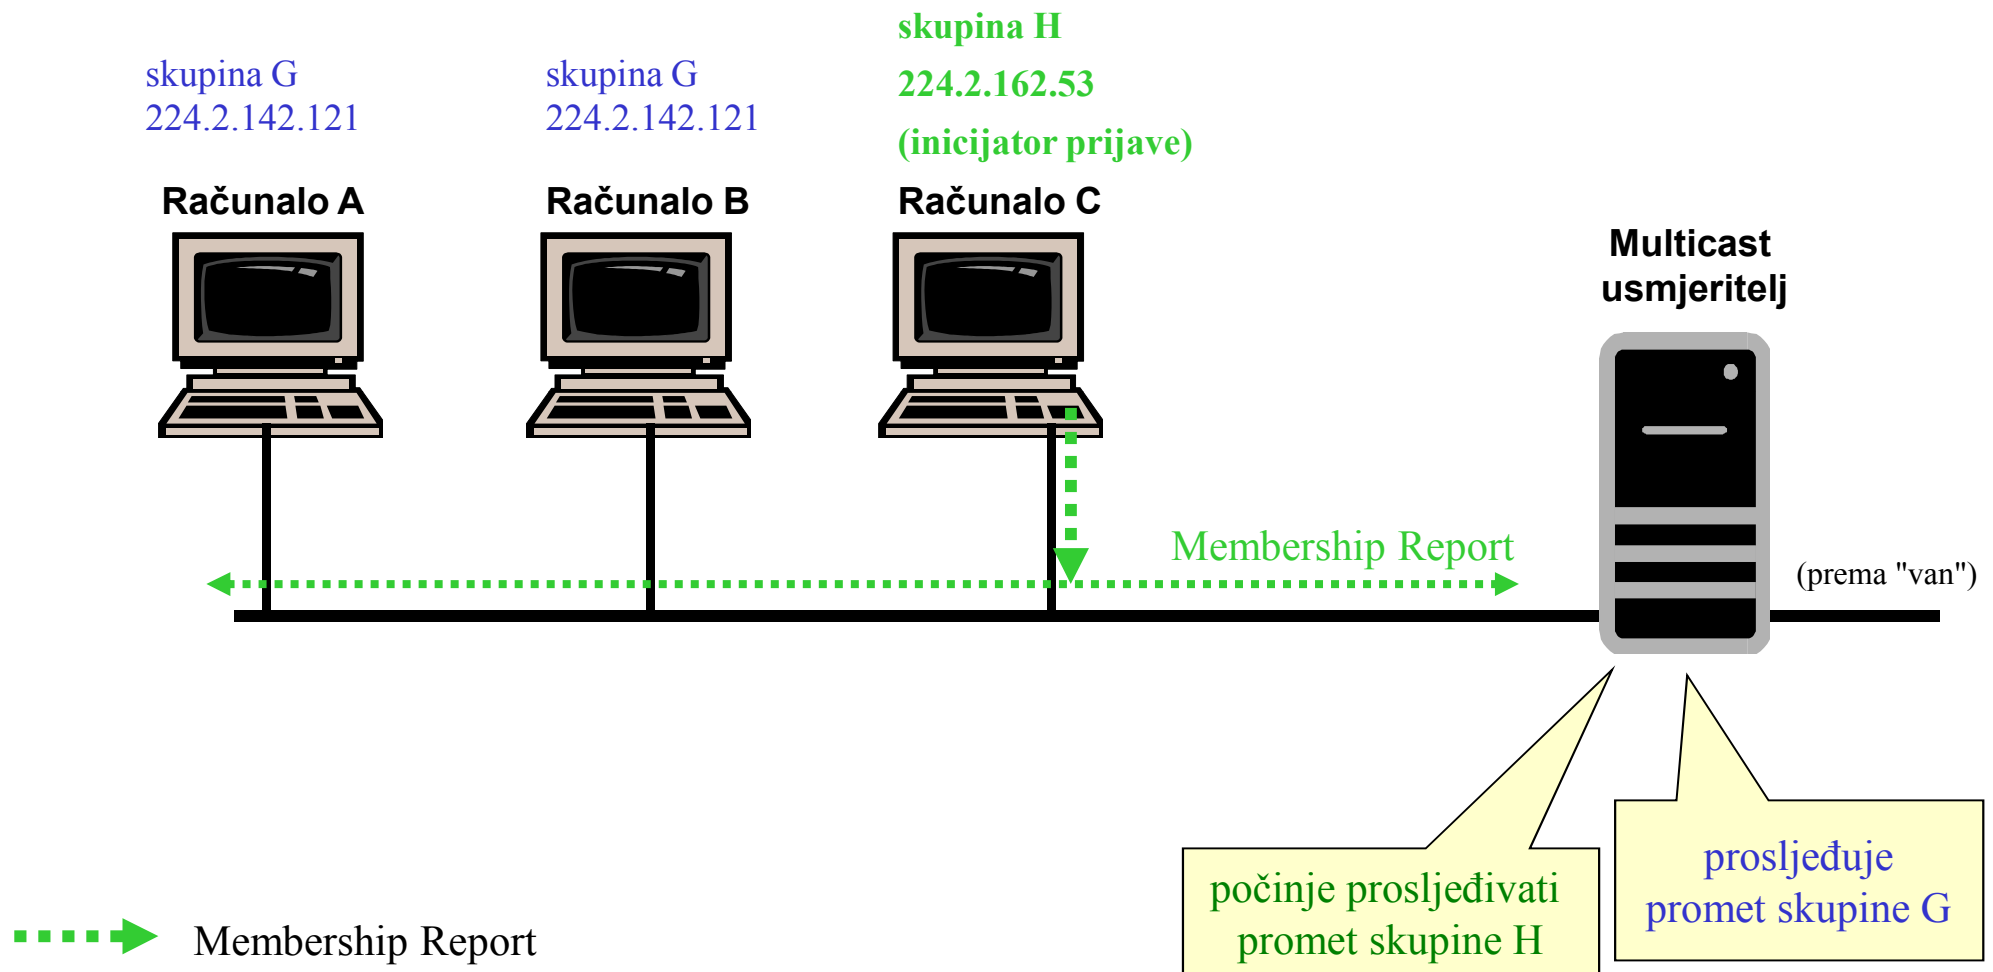 skupina G
224.2.142.121
skupina G
224.2.142.121
skupina H
224.2.162.53
(inicijator prijave)
Računalo A
Računalo B
Računalo C
Multicast
usmjeritelj
Membership Report
(prema "van")
počinje prosljeđivati
promet skupine H
prosljeđuje
promet skupine G
Membership Report